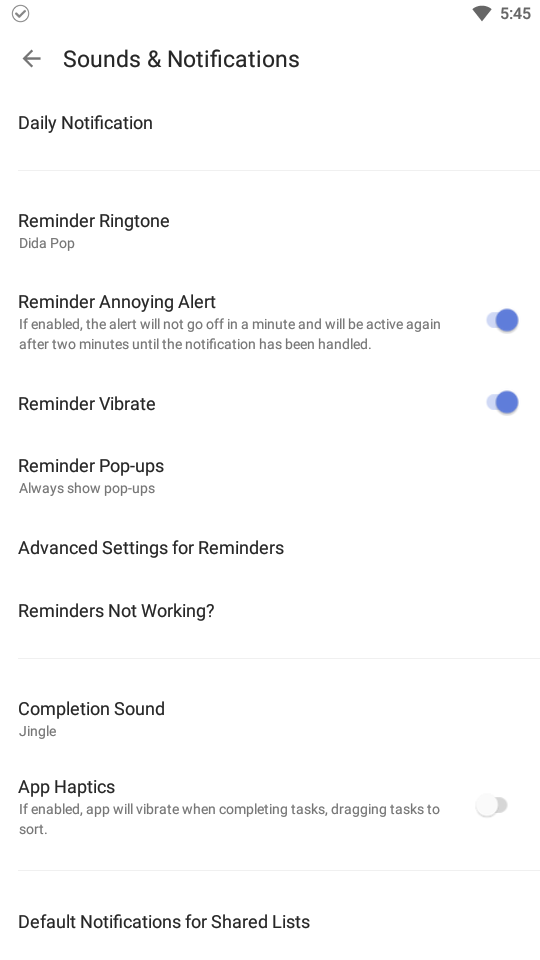 5:45
Sounds & Notifications
Daily Notification
Reminder Ringtone
Dida Pop
Reminder Annoying Alert
If enabled, the alert will not go off in a minute and will be active again
after two minutes until the notification has been handled.
Reminder Vibrate
Reminder Pop-ups
Always show pop-ups
Advanced Settings for Reminders
Reminders Not Working?
Completion Sound
Jingle
App Haptics
If enabled, app will vibrate when completing tasks, dragging tasks to
sort.
Default Notifications for Shared Lists